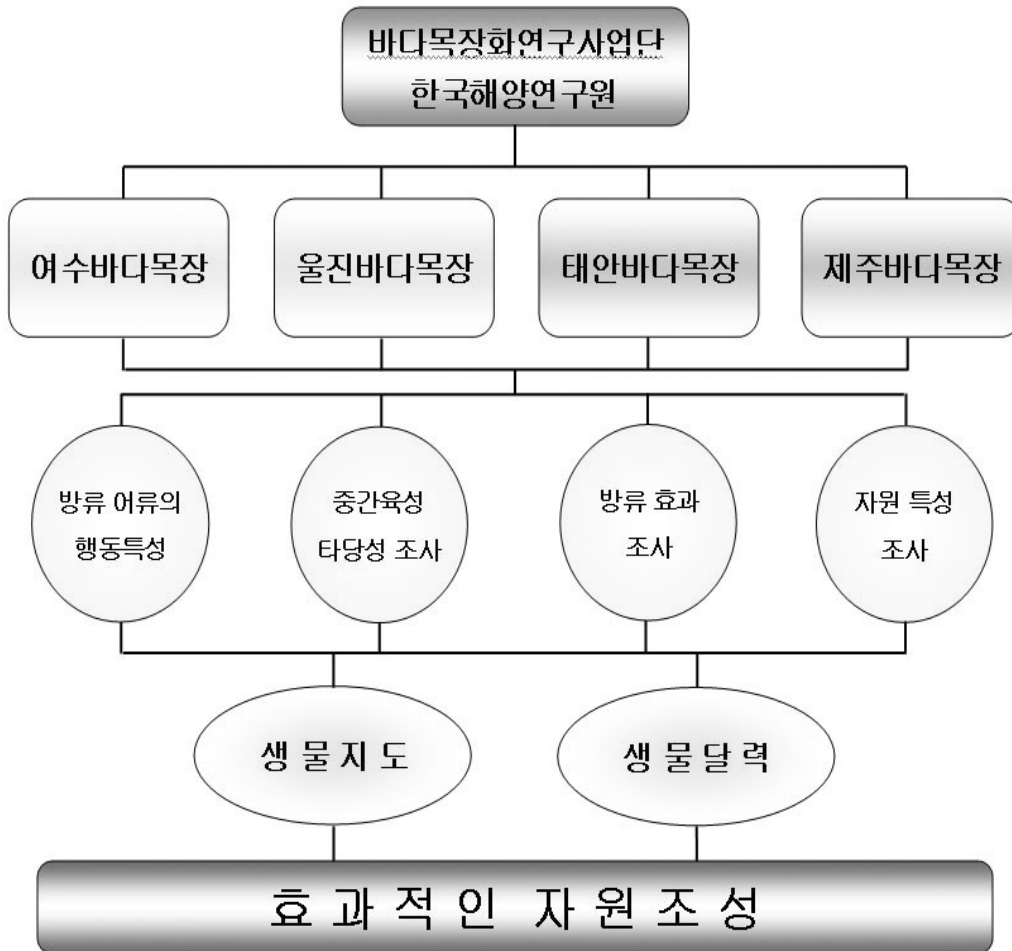 바다목장화연구사업단
한국해양연구원
여수바다목장
울진바다목장
태안바다목장
제주바다목장
방류 어류의
행동특성
중간육성
타당성 조사
방류 효과
조사
자원 특성
조사
생 물 지 도
생 물 달 력
효 과 적 인 자 원 조 성